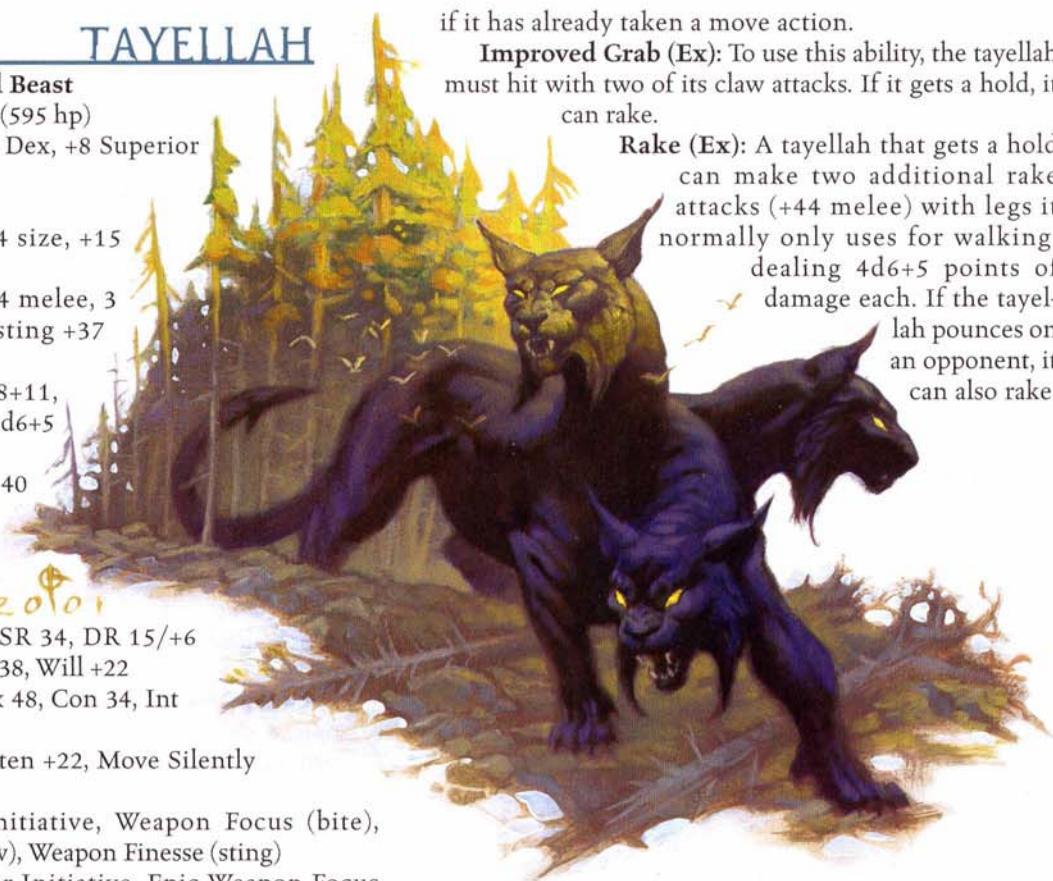 TAYELLAH
Beast
(595 hp)
Dex, +8 Superior
4 size, +15
4 melee, 3
sting +37
8+11,
d6+5
40
2001
SR 34, DR 15/+6
38, Will +22
48, Con 34, Int
ten +22, Move Silently
nitiative, Weapon Focus (bite),
w), Weapon Finesse (sting)
r Initiative, Epic Weapon Focus
if it has already taken a move action.
Improved Grab (Ex): To use this ability, the tayellah
must hit with two of its claw attacks. If it gets a hold, it
can rake.
Rake (Ex): A tayellah that gets a hold
can make two additional rake
attacks (+44 melee) with legs it
normally only uses for walking,
dealing 4d6+5 points of
damage each. If the tayel-
lah pounces on
an opponent, it
can also rake.